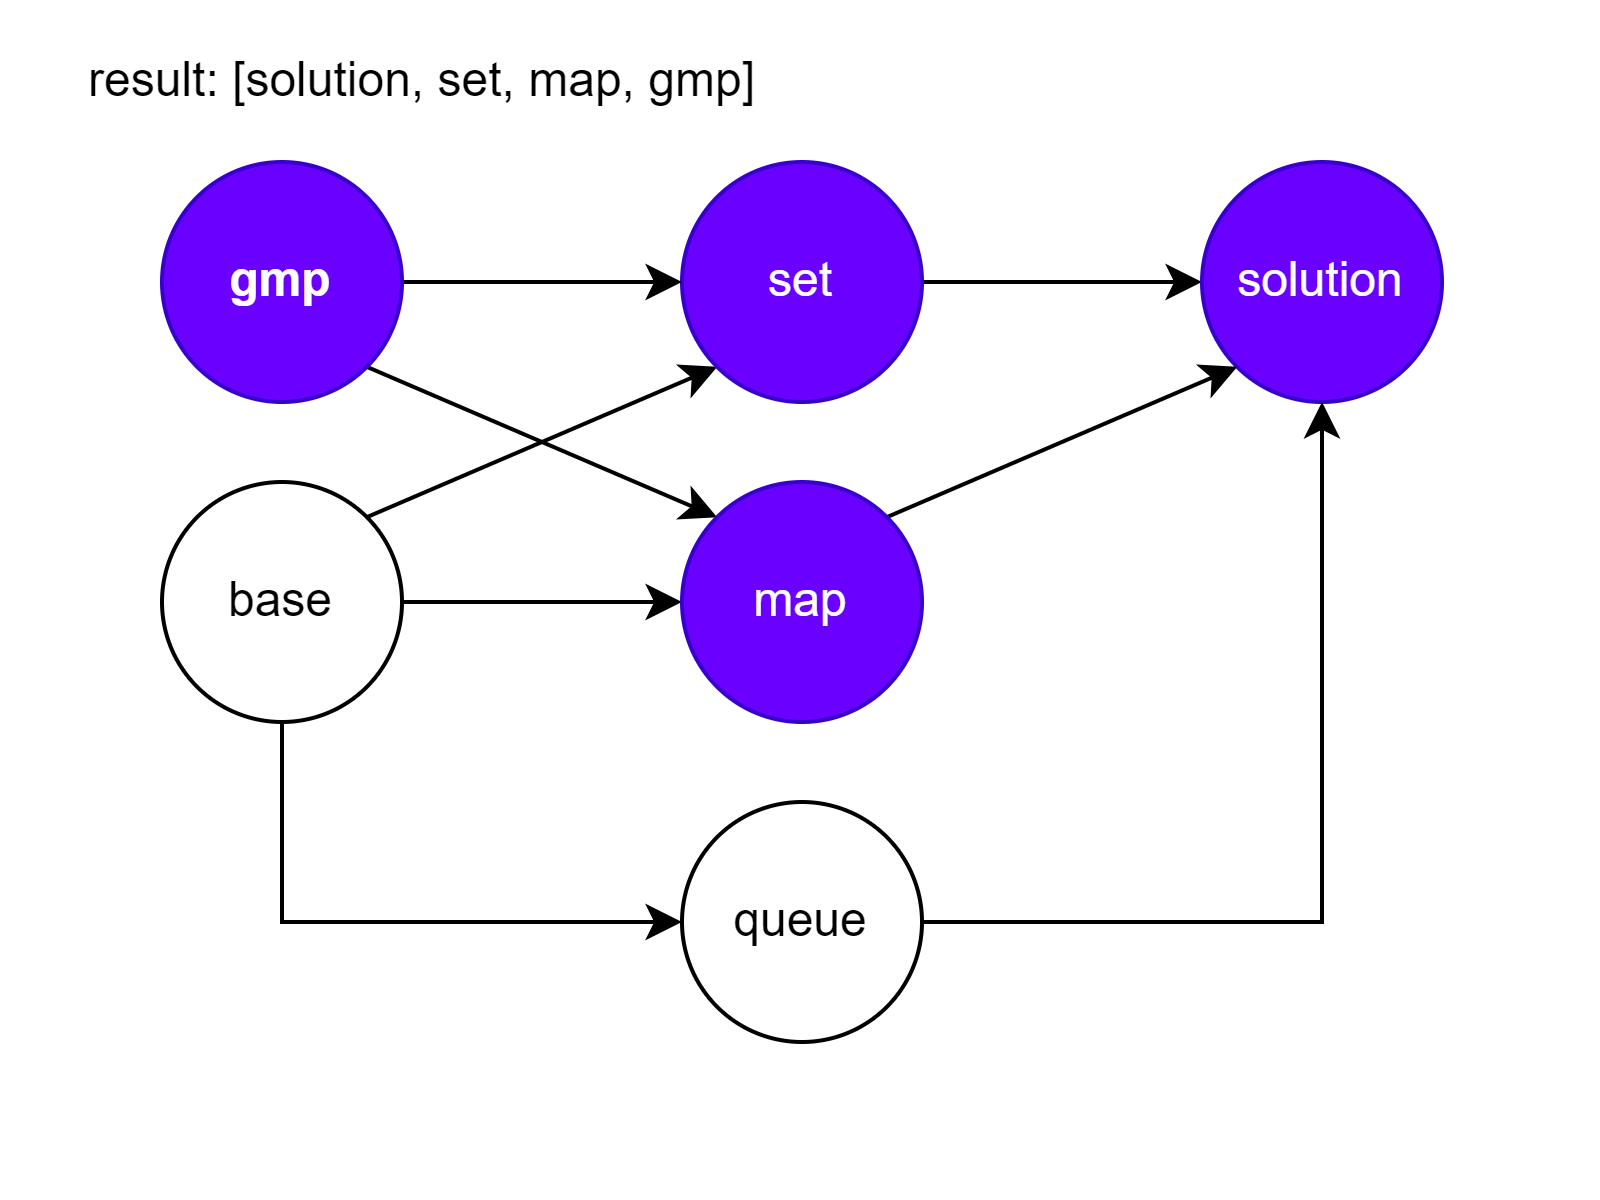 result: [solution, set, map, gmp]
gmp
set
solution
base
map
queue